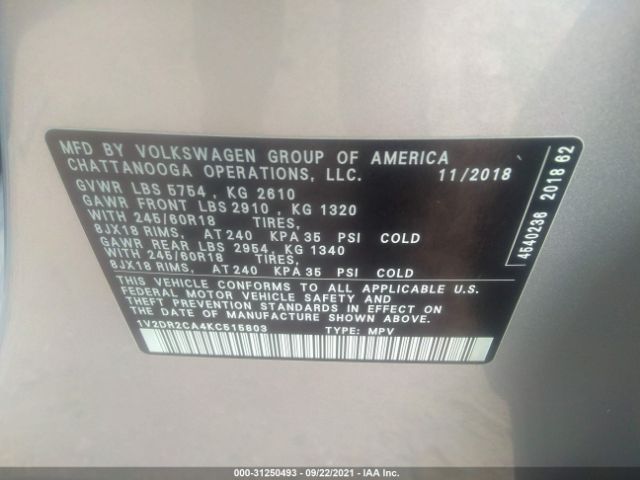 MFD BY VOLKSWAGEN GROUP OF AMERICA
CHATTANOOGA OPERATIONS, LLC. 11/2018
GVWR LBS 5754 , KG 2610
GAWR FRONT LBS 2910 , KG 1320
WITH 245/60R18 TIRES,
8JX18 RIMS, AT 240 KPA 35 PSI COLD
GAWR REAR LBS 2954, KG 1340
WITH 245/60R18 TIRES,
8JX18 RIMS, AT 240 KPA 35 PSI COLD
THIS VEHICLE CONFORMS TO ALL APPLICABLE U.S.
FEDERAL MOTOR VEHICLE SAFETY AND
THEFT PREVENTION STANDARDS IN EFFECT ON
THE DATE OF MANUFACTURE SHOWN ABOVE
1V2DR2CA4KC515803 TYPE: MPV
4540236 2018 62
000-31250493 - 09/22/2021 - IAA Inc.